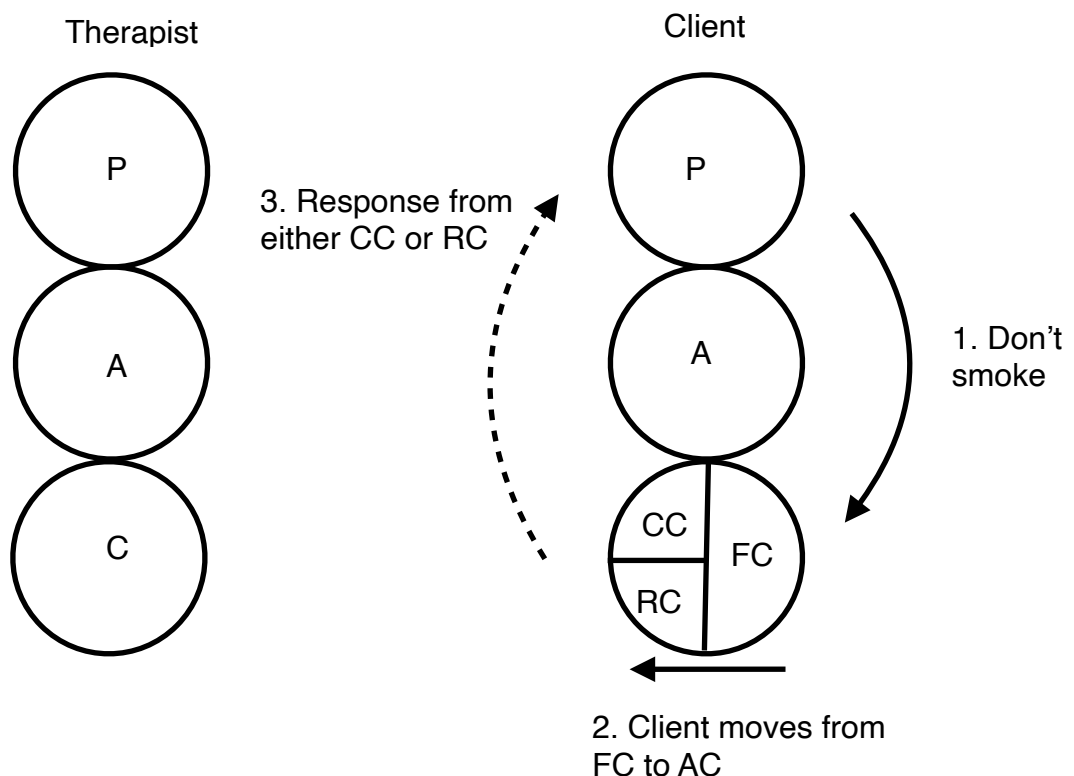 Therapist
Client
P
P
3. Response from
either CC or RC
1. Don’t
smoke
A
A
C
CC
FC
RC
2. Client moves from
FC to AC